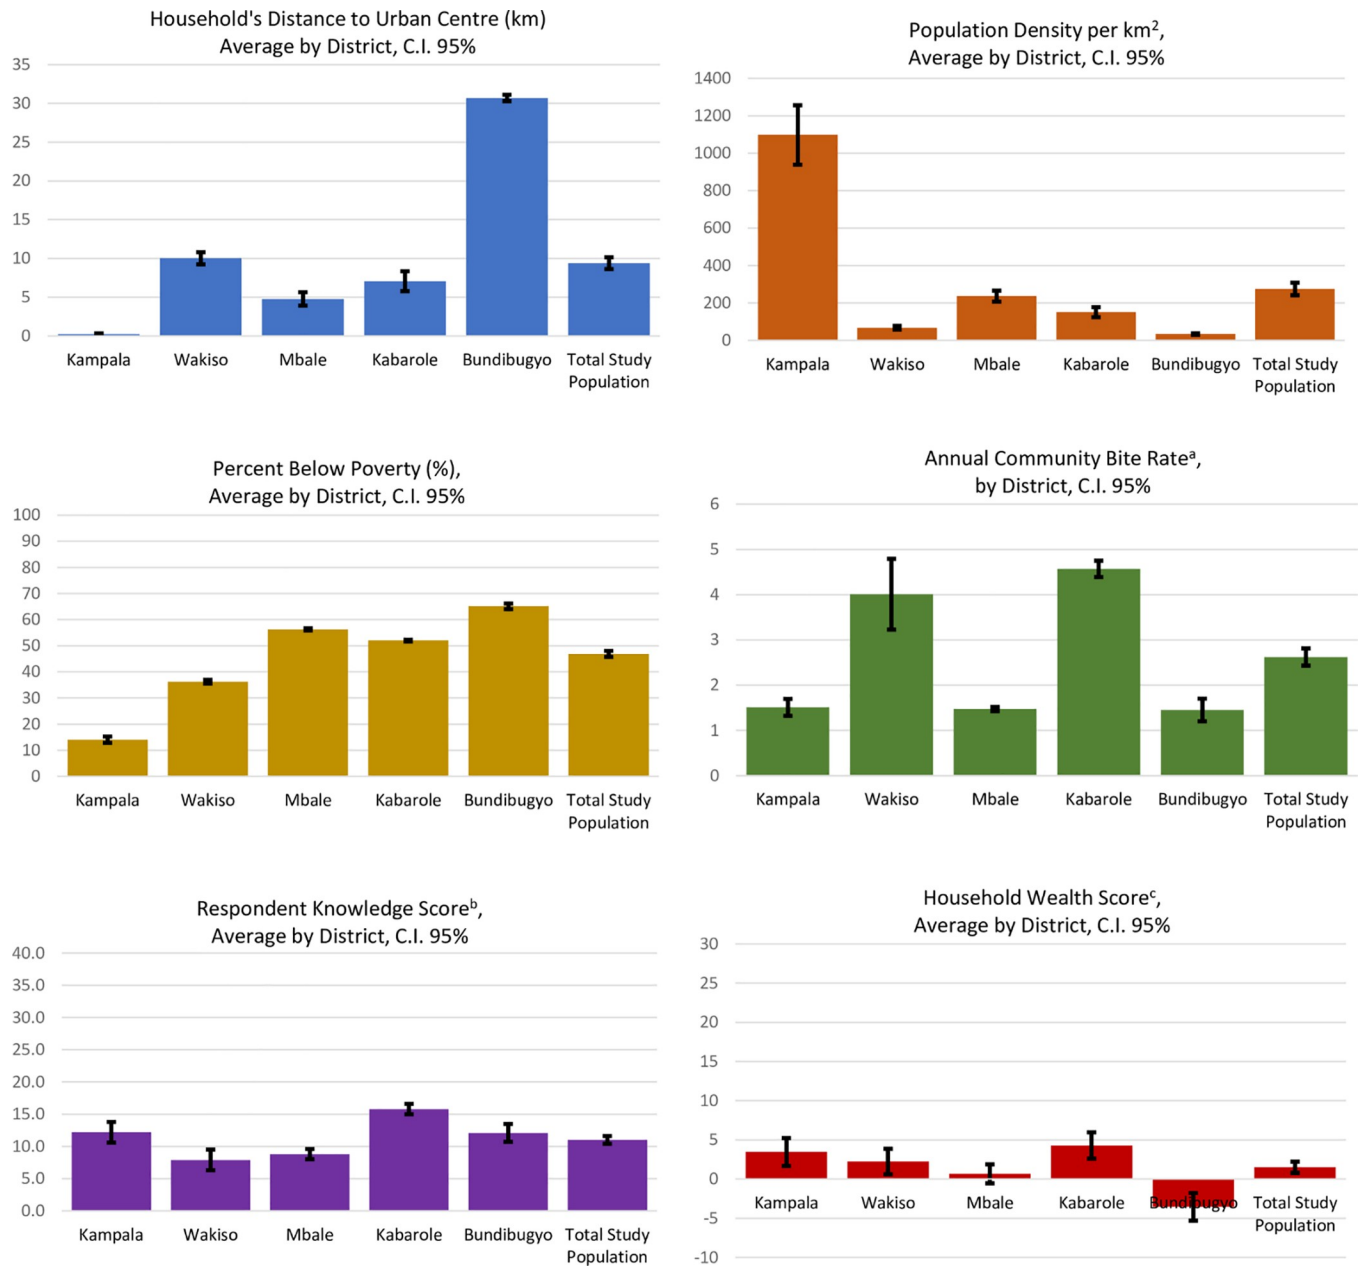 Household's Distance to Urban Centre (km)
Average by District, C.I. 95%
35
30
25
20
15
10
5
0
Kampala Wakiso Mbale Kabarole Bundibugyo Total Study
Population
Population Density per km²,
Average by District, C.I. 95%
1400
1200
1000
800
600
400
200
0
Kampala Wakiso Mbale Kabarole Bundibugyo Total Study
Population
Percent Below Poverty (%),
Average by District, C.I. 95%
100
90
80
70
60
50
40
30
20
10
0
Kampala Wakiso Mbale Kabarole Bundibugyo Total Study
Population
Annual Community Bite Rateᵃ,
by District, C.I. 95%
6
5
4
3
2
1
0
Kampala Wakiso Mbale Kabarole Bundibugyo Total Study
Population
Respondent Knowledge Scoreᵇ,
Average by District, C.I. 95%
40.0
35.0
30.0
25.0
20.0
15.0
10.0
5.0
0.0
Kampala Wakiso Mbale Kabarole Bundibugyo Total Study
Population
Household Wealth Scoreᶜ,
Average by District, C.I. 95%
30
25
20
15
10
5
0
-5
-10
Kampala Wakiso Mbale Kabarole Bundibugyo Total Study
Population